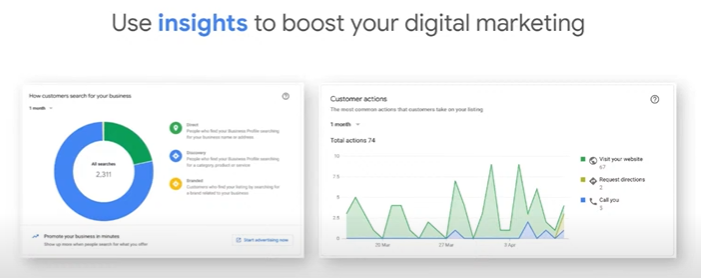 Use insights to boost your digital marketing
How customers search for your business
1 month
All searches
2,311
Direct
People who find your Business Profile searching
for your business name or address
Discovery
People who find your Business Profile searching
for a category, product or service
Branded
Customers who find your listing by searching for
a brand related to your business
Promote your business in minutes
Show up more when people search for what you offer
Start advertising now
Customer actions
The most common actions that customers take on your listing.
1 month
Total actions 74
10
5
0
25 Mar
27 Mar
3 Apr
Visit your website
67
Request directions
2
Call you
5